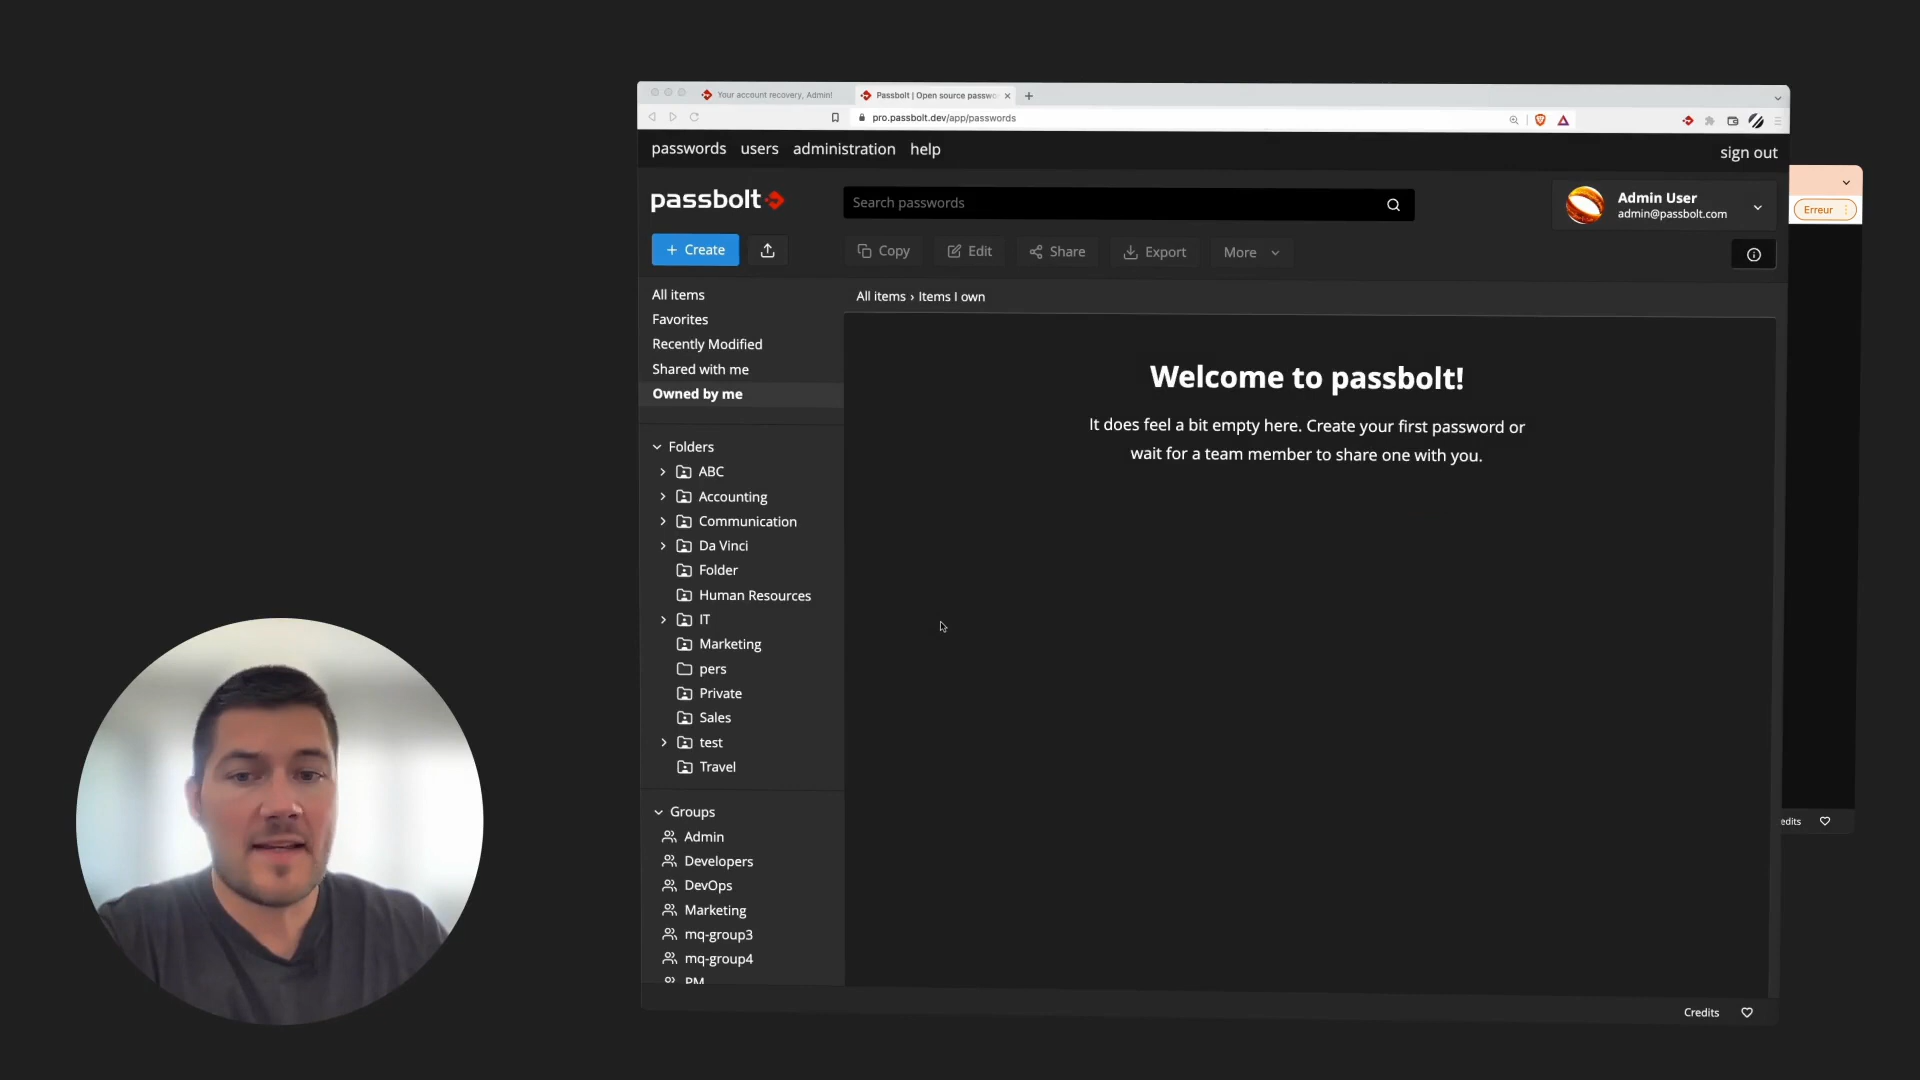 Your account recovery, Admin!
Passbolt | Open source passwo
pro.passbolt.dev/app/passwords
passwords users administration help
sign out
passbolt
Search passwords
Admin User
admin@passbolt.com
Erreur
Create
Copy
Edit
Share
Export
More
All items
Favorites
Recently Modified
Shared with me
Owned by me
All items › Items I own
Welcome to passbolt!
It does feel a bit empty here. Create your first password or
wait for a team member to share one with you.
Folders
ABC
Accounting
Communication
Da Vinci
Folder
Human Resources
IT
Marketing
pers
Private
Sales
test
Travel
Groups
Admin
Developers
DevOps
Marketing
mq-group3
mq-group4
PM
edits
Credits